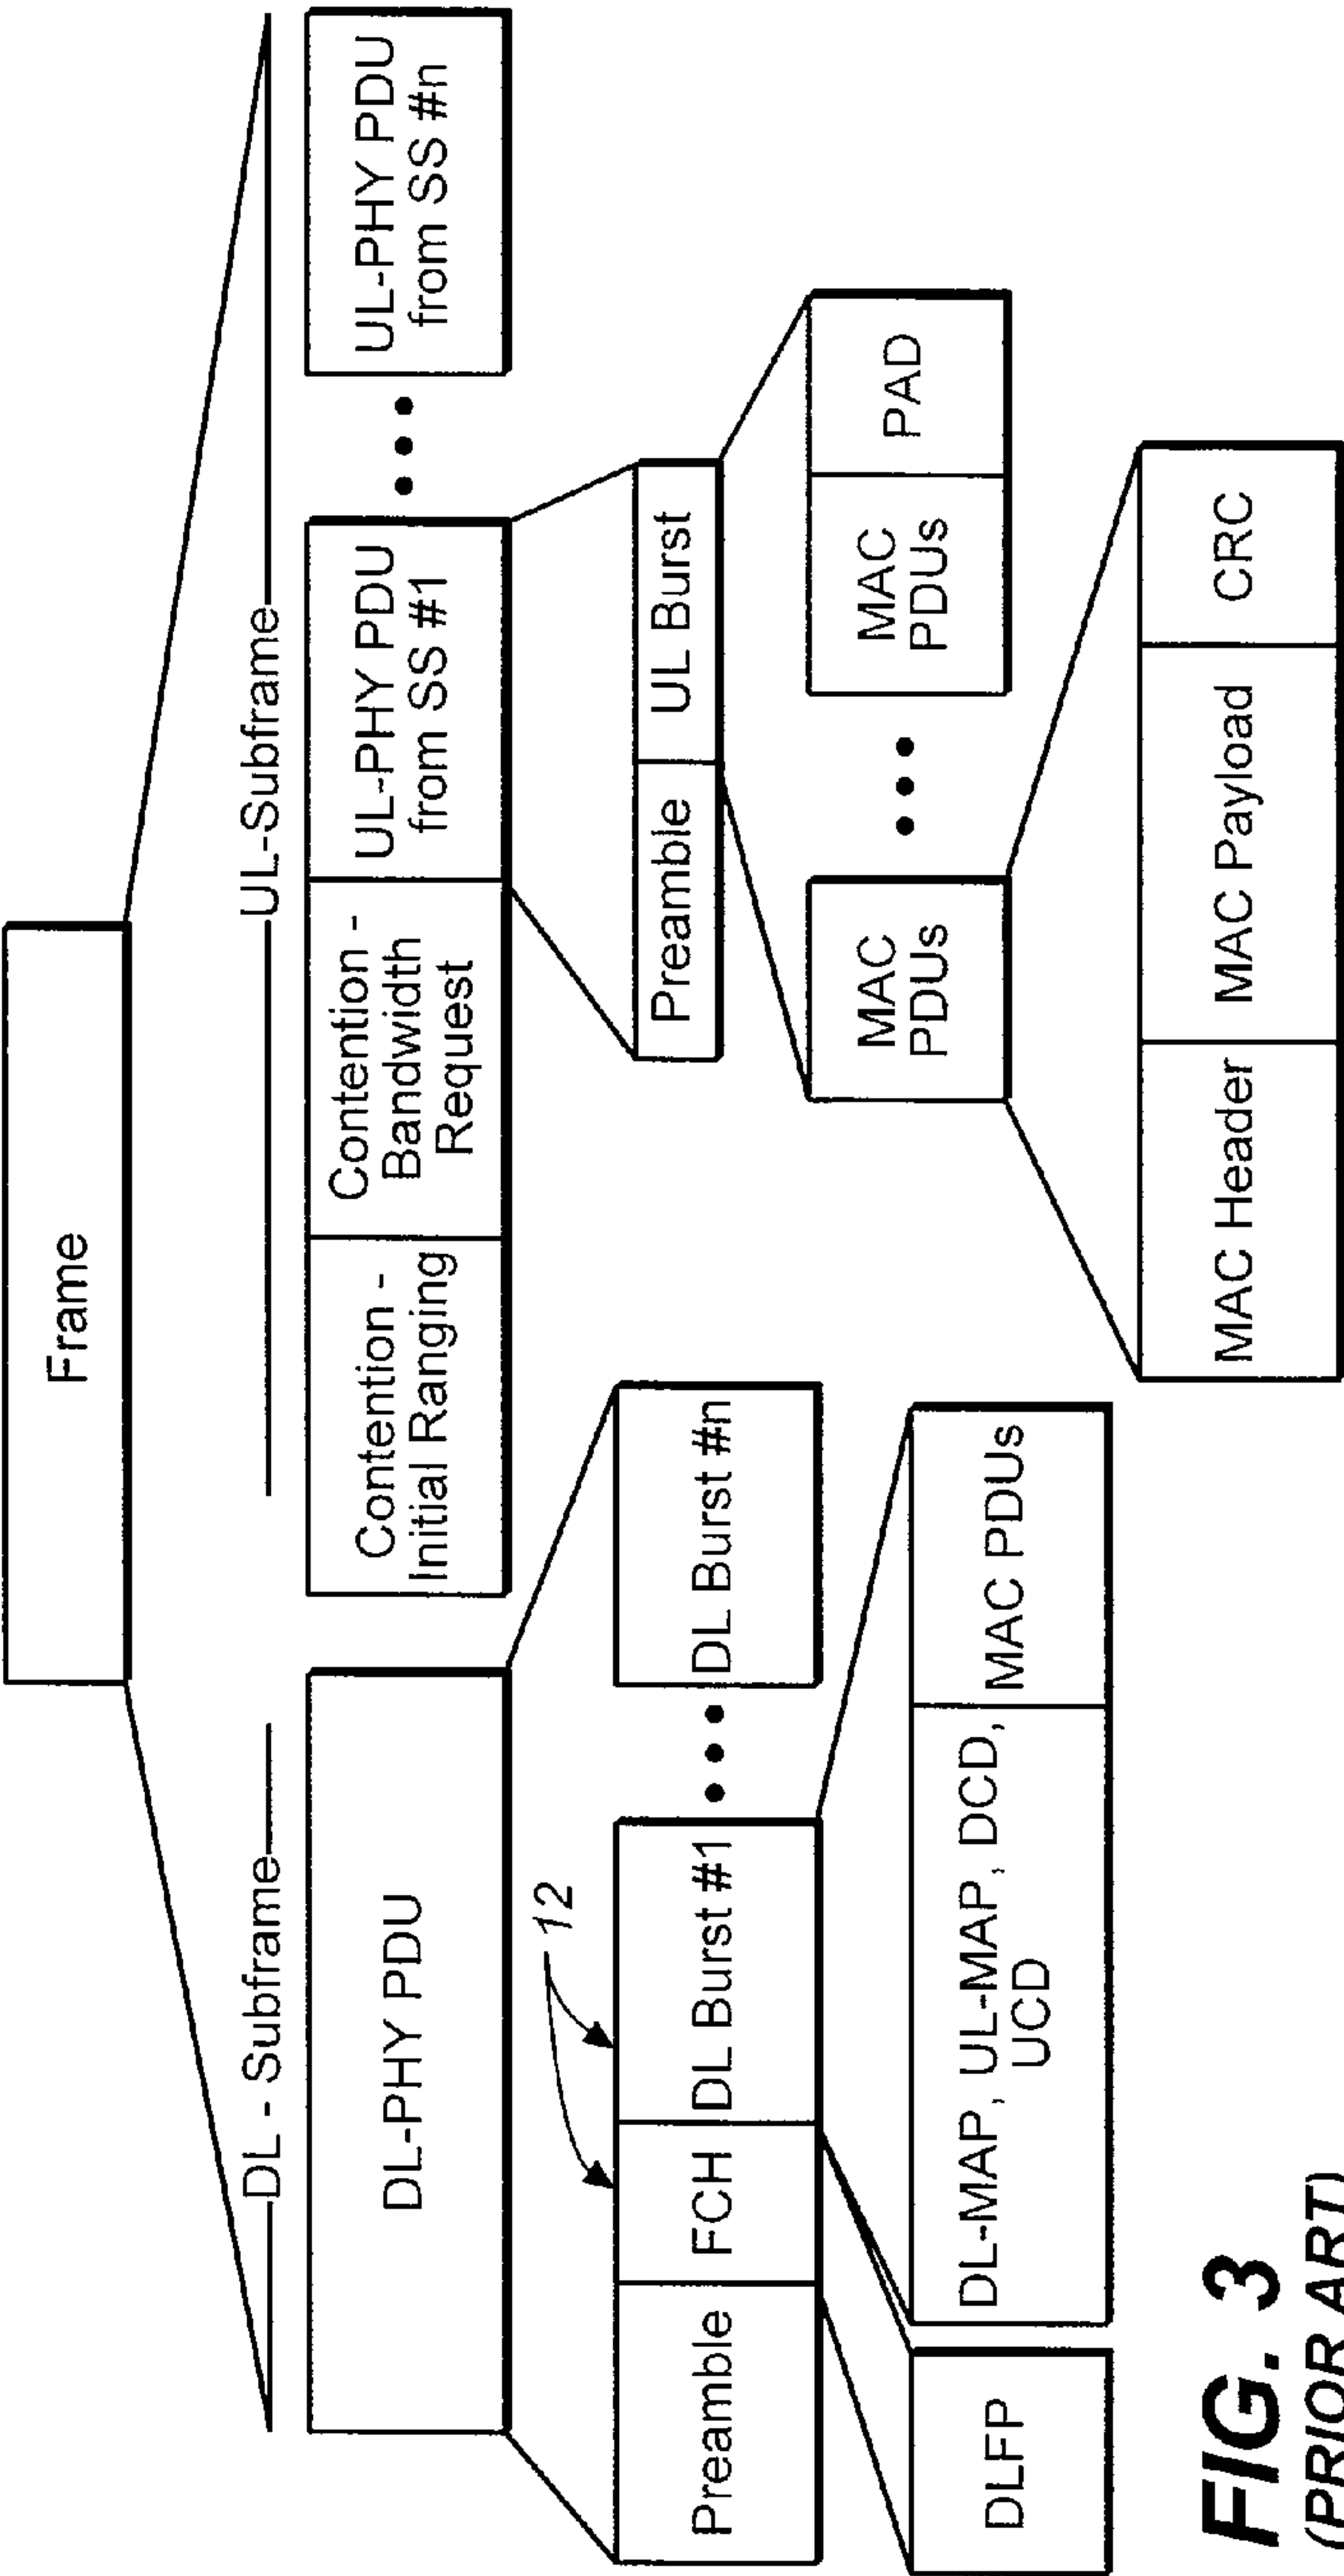 Frame
DL - Subframe
UL-Subframe
DL-PHY PDU
Contention -
Initial Ranging
Contention -
Bandwidth
Request
UL-PHY PDU
from SS #1
•••
UL-PHY PDU
from SS #n
12
Preamble
FCH
DL Burst #1
•••
DL Burst #n
Preamble
UL Burst
DLFP
DL-MAP, UL-MAP, DCD,
UCD
MAC PDUs
MAC
PDUs
•••
MAC
PDUs
PAD
MAC Header
MAC Payload
CRC
FIG. 3
(PRIOR ART)